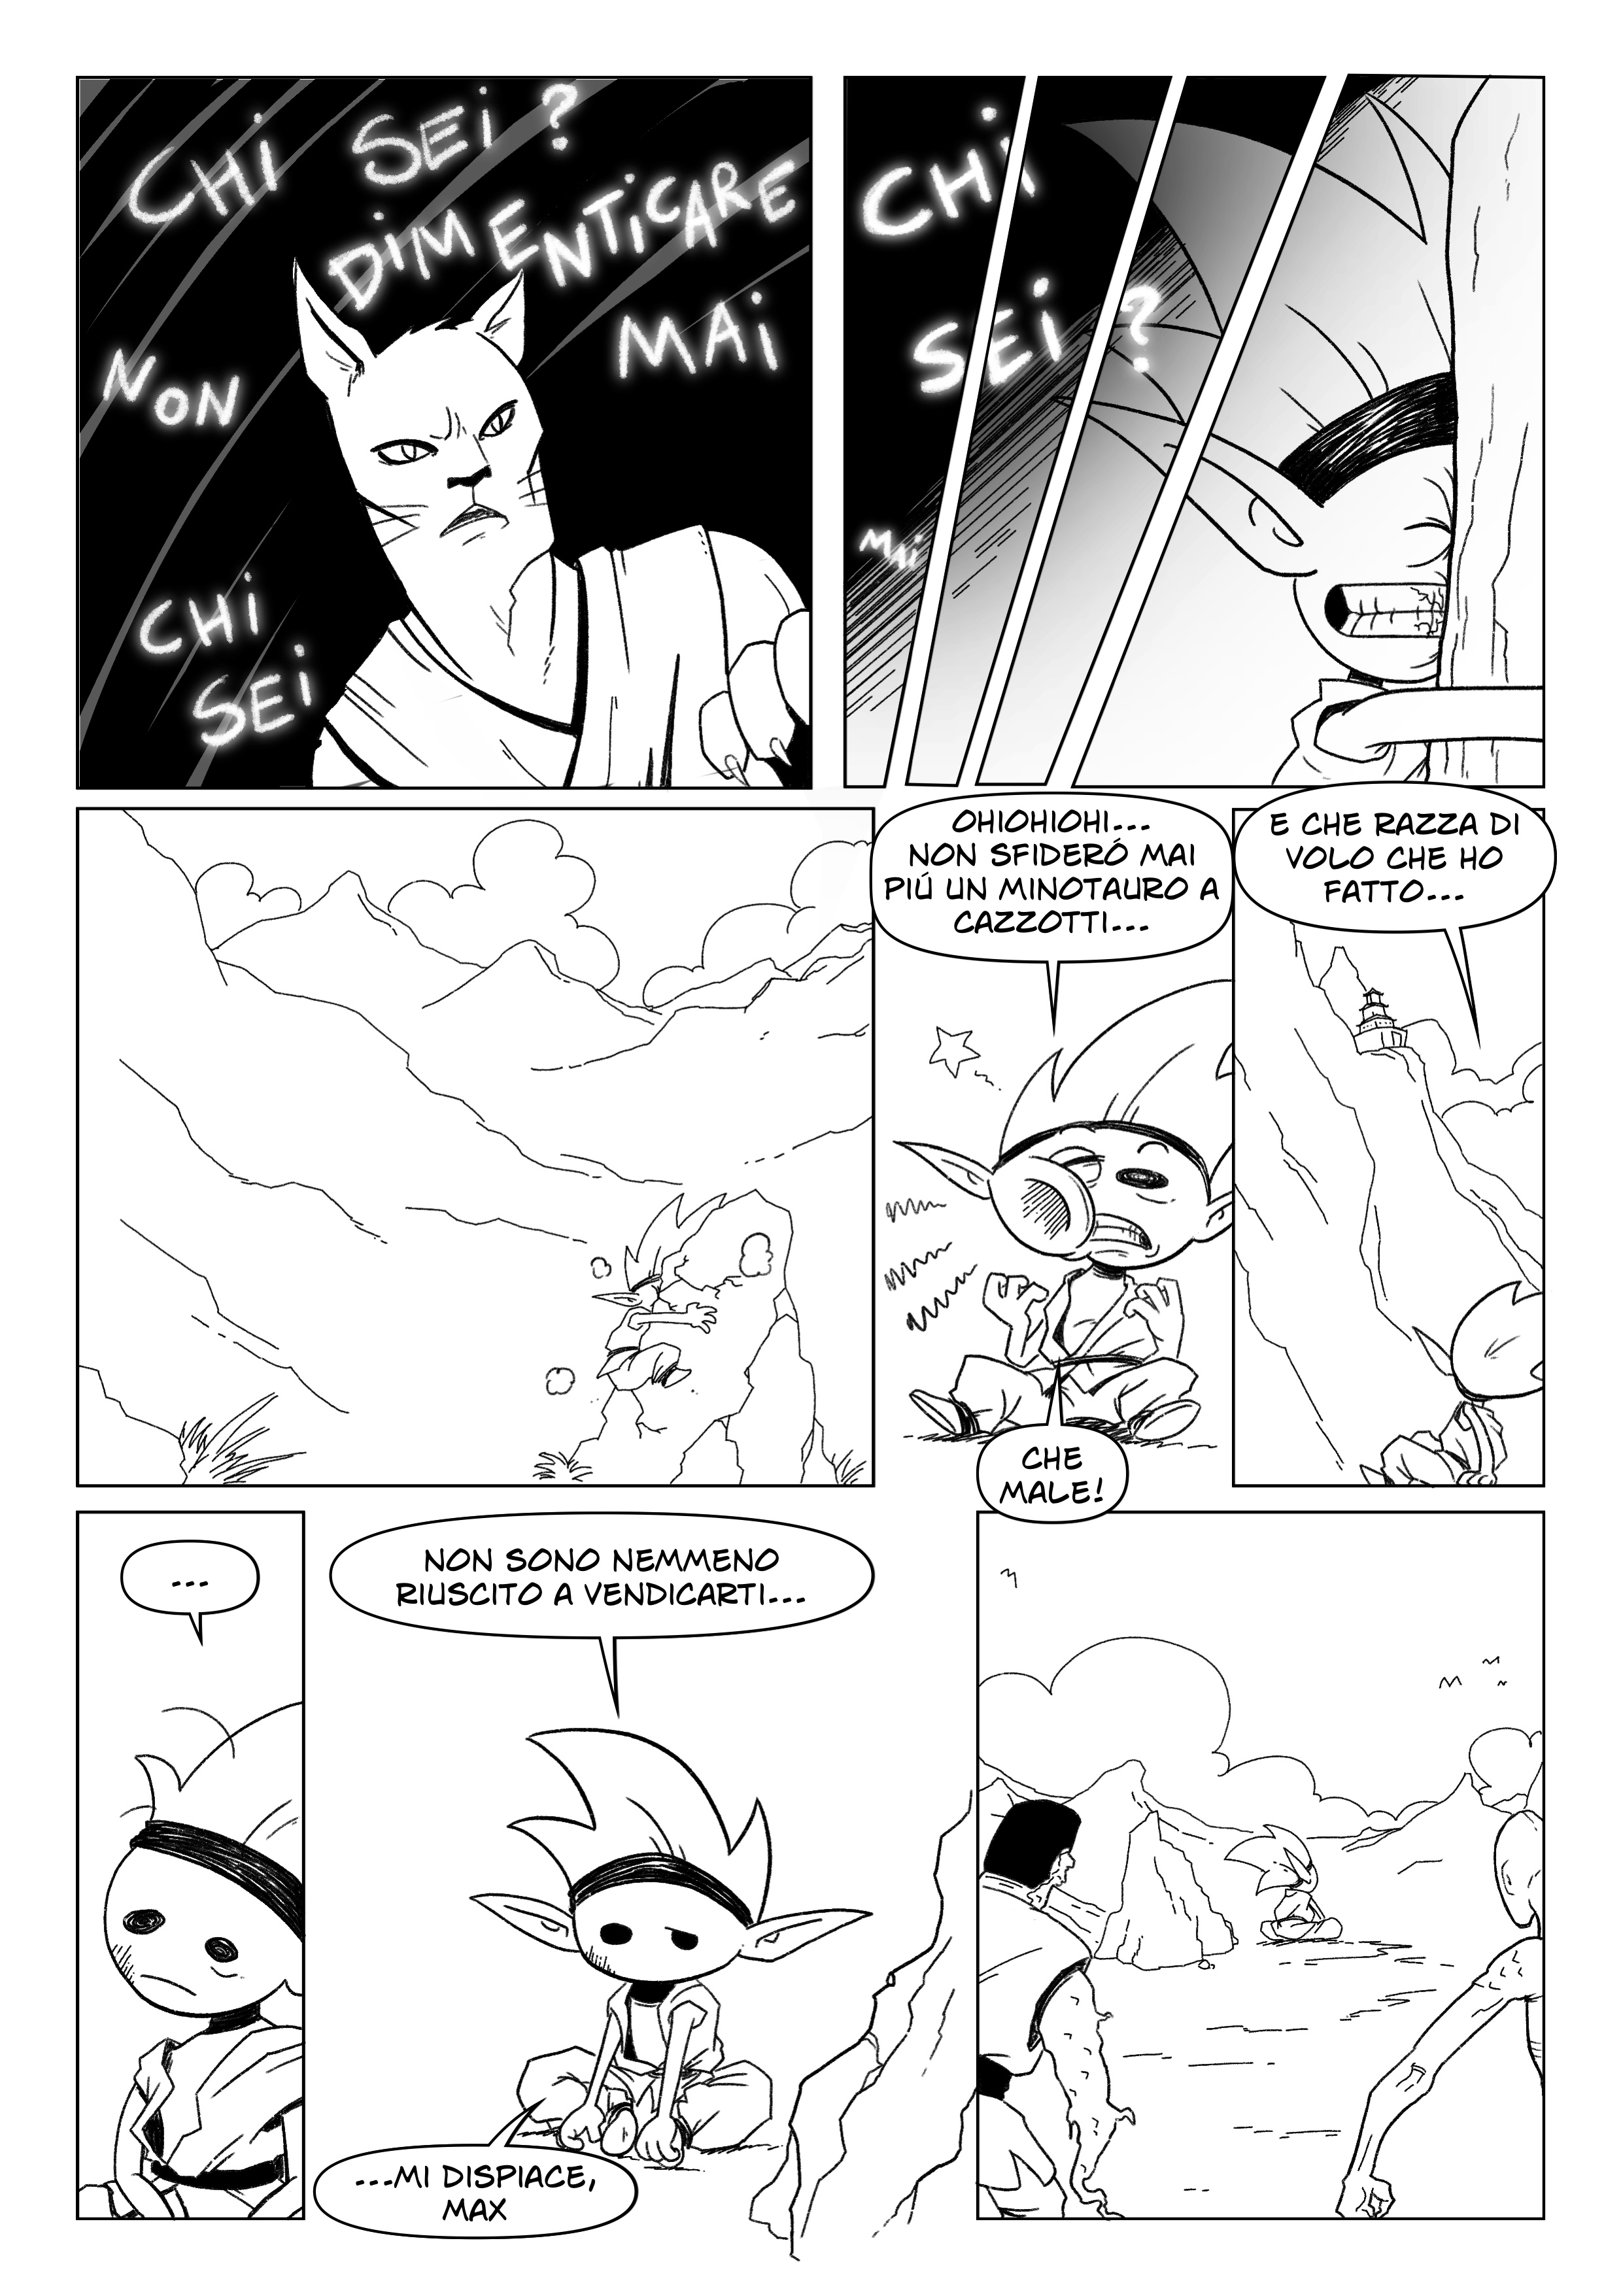 CHi SEi ?
DiMENTiCARE
NON
MAi
CHi
SEi
CHi
SEi ?
MAi
OHIOHIOHI...
NON SFIDERÓ MAI
PIÚ UN MINOTAURO A
CAZZOTTI...
CHE
MALE!
E CHE RAZZA DI
VOLO CHE HO
FATTO...
...
NON SONO NEMMENO
RIUSCITO A VENDICARTI...
...MI DISPIACE,
MAX